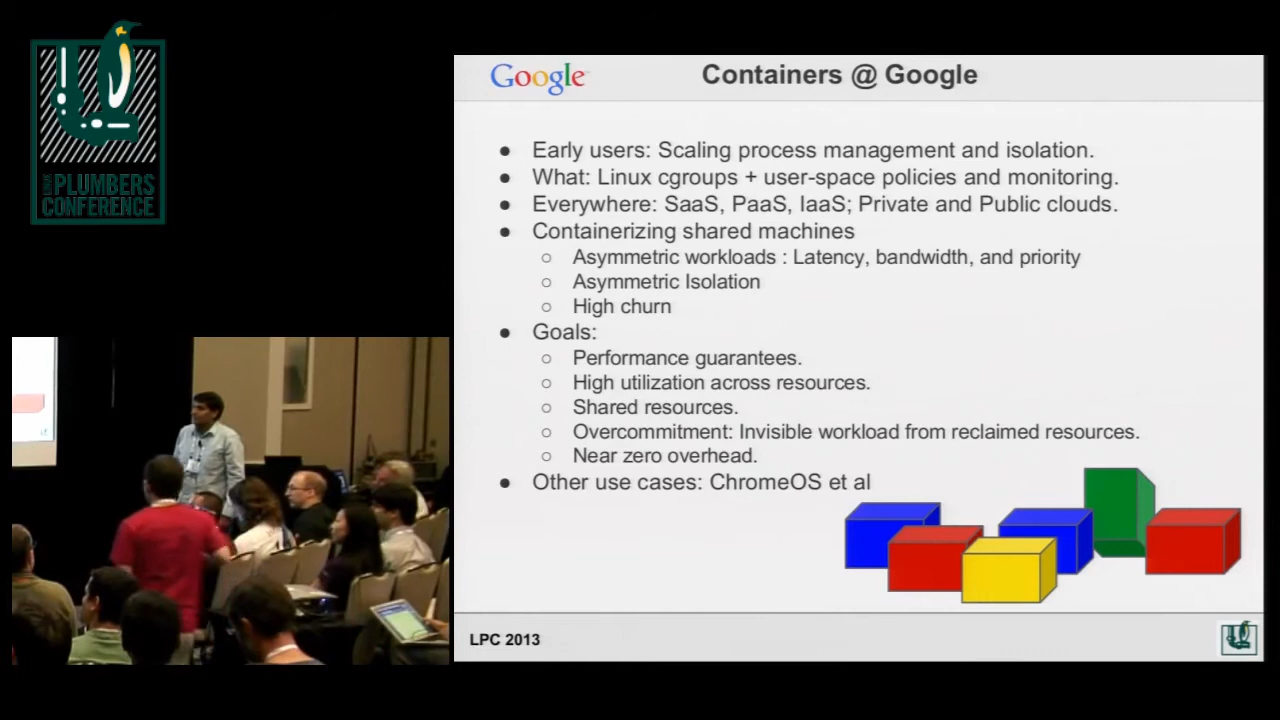 LINUX PLUMBERS
CONFERENCE
Google
Containers @ Google
● Early users: Scaling process management and isolation.
● What: Linux cgroups + user-space policies and monitoring.
● Everywhere: SaaS, PaaS, IaaS; Private and Public clouds.
● Containerizing shared machines
○ Asymmetric workloads : Latency, bandwidth, and priority
○ Asymmetric Isolation
○ High churn
● Goals:
○ Performance guarantees.
○ High utilization across resources.
○ Shared resources.
○ Overcommitment: Invisible workload from reclaimed resources.
○ Near zero overhead.
● Other use cases: ChromeOS et al
LPC 2013